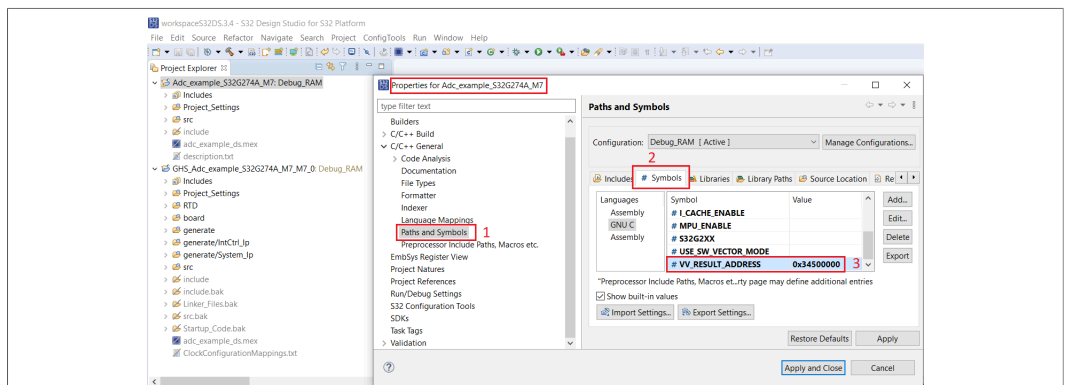 workspaceS32DS.3.4 - S32 Design Studio for S32 Platform
File Edit Source Refactor Navigate Search Project ConfigTools Run Window Help
Project Explorer
Adc_example_S32G274A_M7: Debug_RAM
Includes
Project_Settings
src
include
adc_example_ds.mex
description.txt
GHS_Adc_example_S32G274A_M7_M7_0: Debug_RAM
Includes
Project_Settings
RTD
board
generate
generate/IntCtrl_Ip
generate/System_Ip
src
include
include.bak
Linker_Files.bak
src.bak
Startup_Code.bak
adc_example_ds.mex
ClockConfigurationMappings.txt
Properties for Adc_example_S32G274A_M7
type filter text
Builders
C/C++ Build
C/C++ General
Code Analysis
Documentation
File Types
Formatter
Indexer
Language Mappings
Paths and Symbols 1
Preprocessor Include Paths, Macros etc.
EmbSys Register View
Project Natures
Project References
Run/Debug Settings
S32 Configuration Tools
SDKs
Task Tags
Validation
Paths and Symbols
Configuration: Debug_RAM [ Active ] Manage Configurations...
2
Includes # Symbols Libraries Library Paths Source Location Re
Languages
Assembly
GNU C
Assembly
Symbol Value
# I_CACHE_ENABLE
# MPU_ENABLE
# S32G2XX
# USE_SW_VECTOR_MODE
# VV_RESULT_ADDRESS 0x34500000 3
Add...
Edit...
Delete
Export
"Preprocessor Include Paths, Macros et...rty page may define additional entries
Show built-in values
Import Settings... Export Settings...
Restore Defaults Apply
Apply and Close Cancel